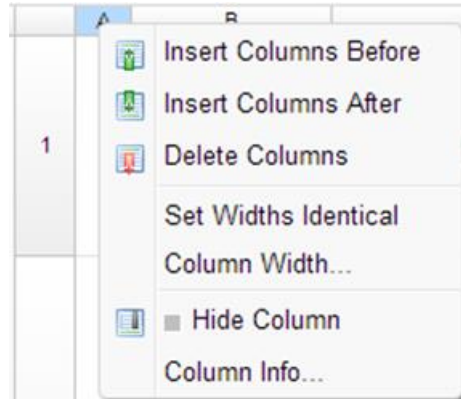 A B
Insert Columns Before
Insert Columns After
1
Delete Columns
Set Widths Identical
Column Width...
Hide Column
Column Info...